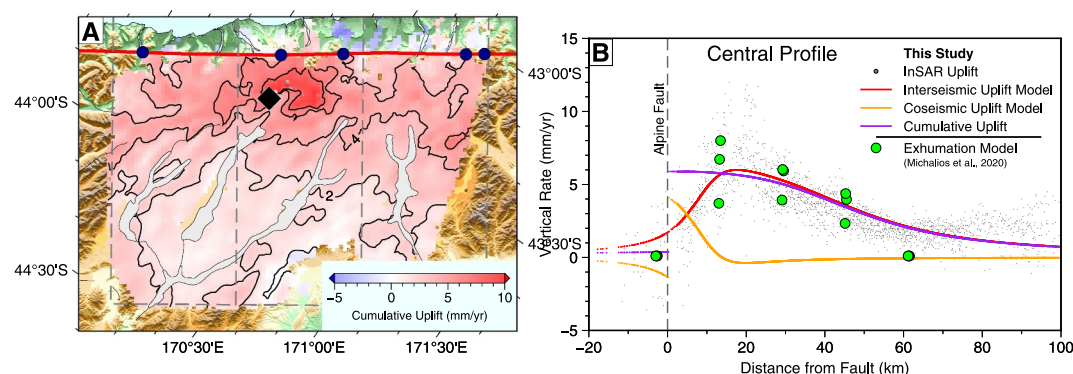 A
44°00'S
44°30'S
43°00'S
43°30'S
170°30'E
171°00'E
171°30'E
4
2
−5
0
5
10
Cumulative Uplift (mm/yr)
B
Central Profile
Alpine Fault
This Study
InSAR Uplift
Interseismic Uplift Model
Coseismic Uplift Model
Cumulative Uplift
Exhumation Model
(Michalios et al., 2020)
Vertical Rate (mm/yr)
15
10
5
0
−5
−20
0
20
40
60
80
100
Distance from Fault (km)